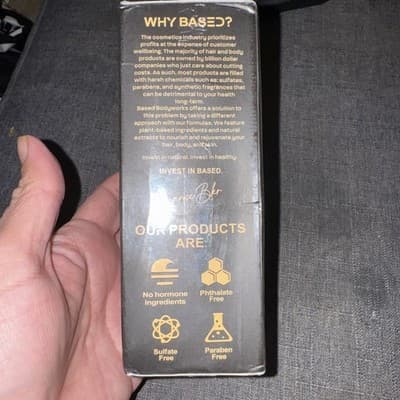 WHY BASED?
The cosmetics industry prioritizes
profits at the expense of customer
wellbeing. The majority of hair and body
products are owned by billion dollar
companies who just care about cutting
costs. As such, most products are filled
with harsh chemicals such as: sulfates,
parabens, and synthetic fragrances that
can be detrimental to your health
long-term.
Based Bodyworks offers a solution to
this problem by taking a different
approach with our formulas. We feature
plant-based ingredients and natural
extracts to nourish and rejuvenate your
hair, body, and skin.
Invest in natural. Invest in healthy.
INVEST IN BASED.
OUR PRODUCTS
ARE
No hormone
ingredients
Phthalate
Free
Sulfate
Free
Paraben
Free